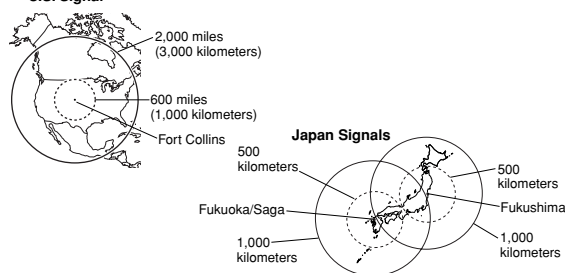 U.S. Signal
2,000 miles
(3,000 kilometers)
600 miles
(1,000 kilometers)
Fort Collins
Japan Signals
500
kilometers
500
kilometers
Fukuoka/Saga
Fukushima
1,000
kilometers
1,000
kilometers